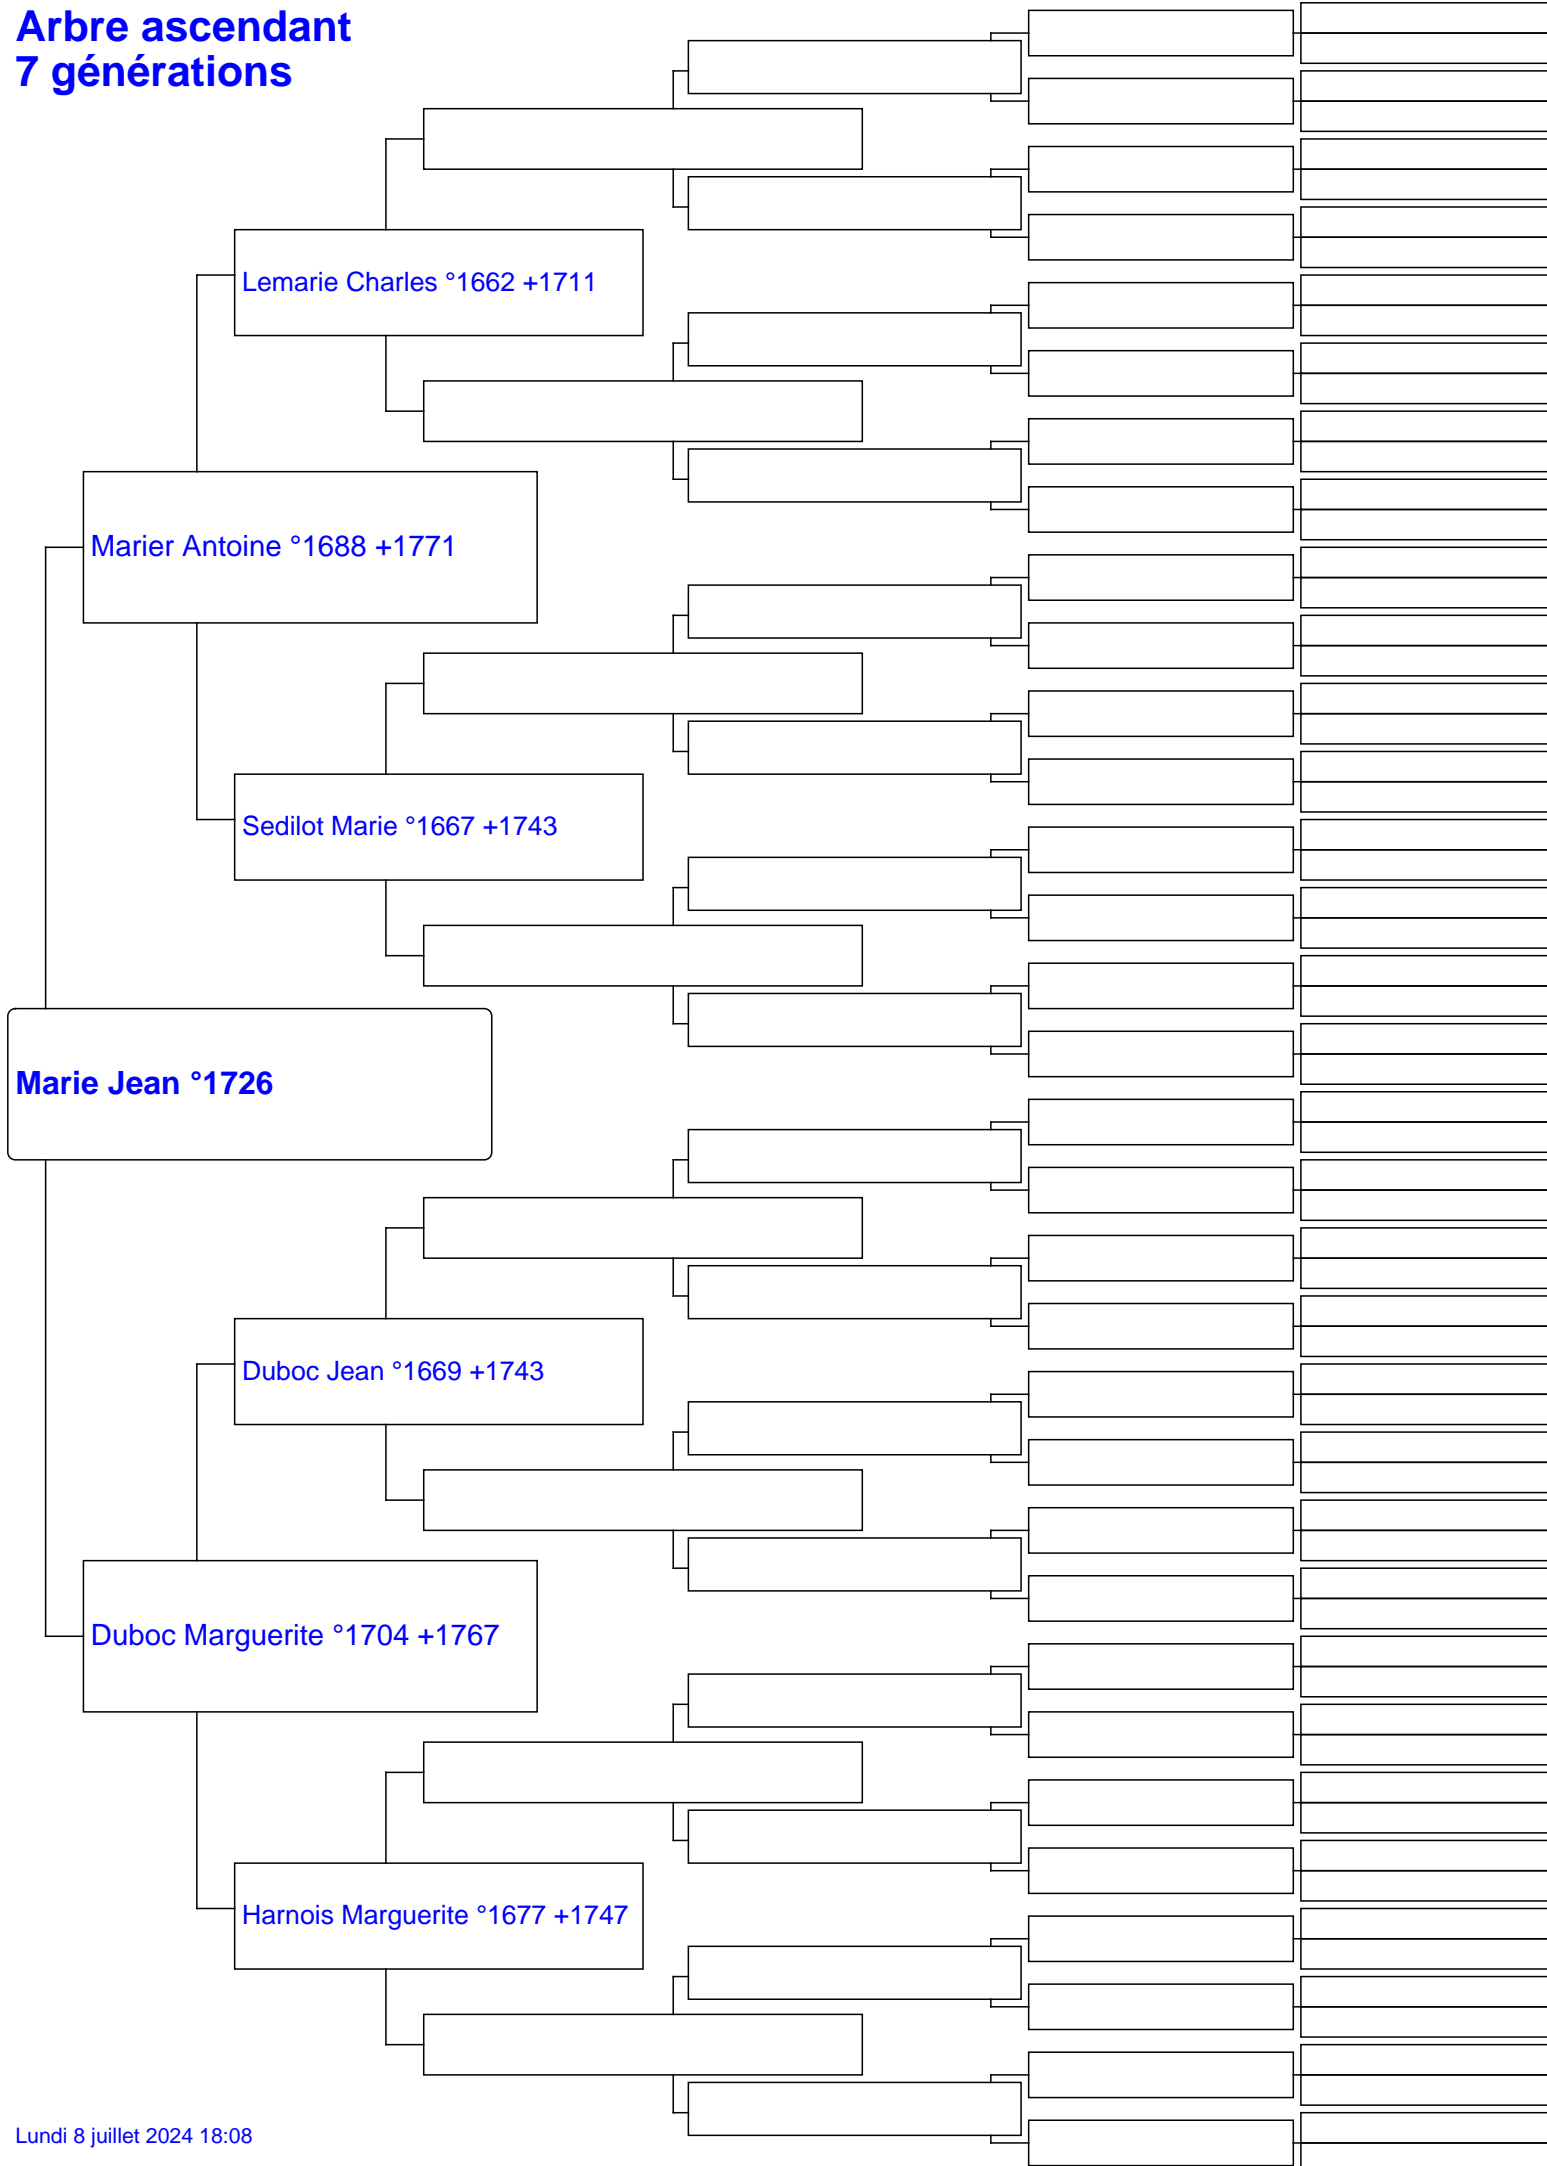 Arbre ascendant
7 générations
Lemarie Charles °1662 +1711
Marier Antoine °1688 +1771
Sedilot Marie °1667 +1743
Marie Jean °1726
Duboc Jean °1669 +1743
Duboc Marguerite °1704 +1767
Harnois Marguerite °1677 +1747
Lundi 8 juillet 2024 18:08